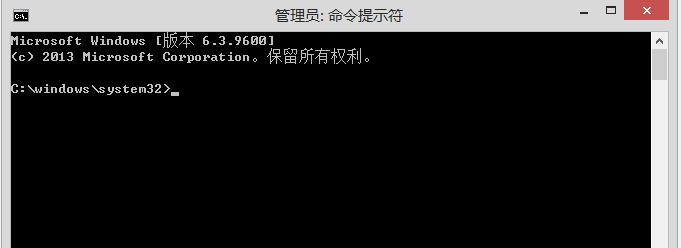 管理员: 命令提示符
Microsoft Windows [版本 6.3.9600]
(c) 2013 Microsoft Corporation。保留所有权利。
C:\windows\system32>